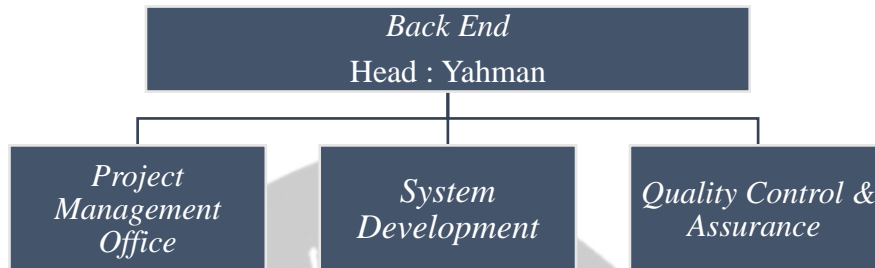 Back End
Head : Yahman
Project
Management
Office
System
Development
Quality Control &
Assurance